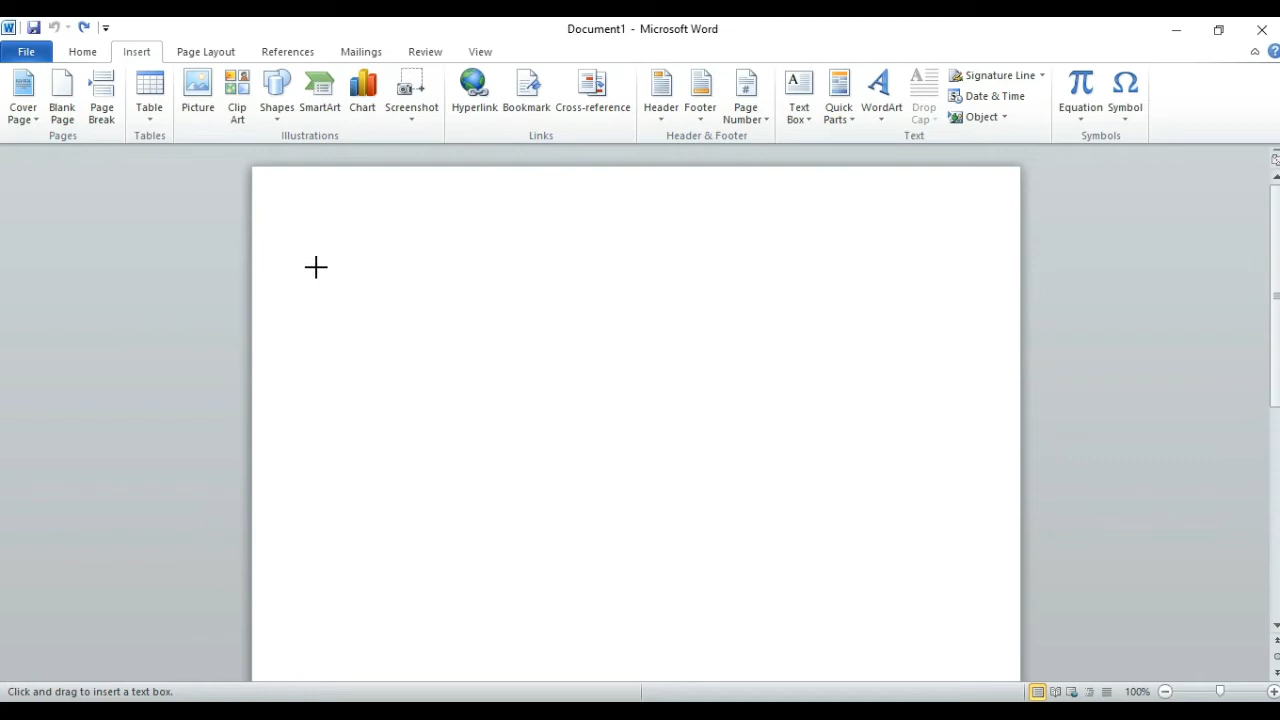 W
Document1 - Microsoft Word
File Home Insert Page Layout References Mailings Review View
Cover Page
Blank Page
Page Break
Pages
Table
Tables
Picture
Clip Art
Shapes
SmartArt
Chart
Screenshot
Illustrations
Hyperlink
Bookmark
Cross-reference
Links
Header
Footer
Page Number
Header & Footer
Text Box
Quick Parts
WordArt
Drop Cap
Signature Line
Date & Time
Object
Text
Equation
Symbol
Symbols
Click and drag to insert a text box.
100%